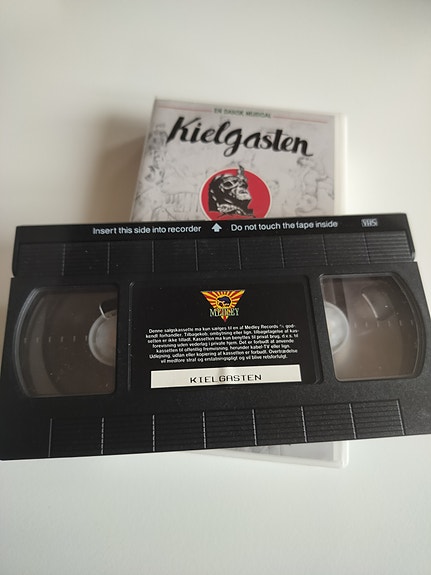 DE DANSK MUSICAL
Kielgasten
Insert this side into recorder Do not touch the tape inside VHS
MEDLEY
Denne salgskassette må kun sælges til en af Medley Records ½ god-
kendt forhandler. Tilbagekøb, ombytning eller lign. tilbagetagelse af kas-
setten er ikke tilladt. Kassetten må kun benyttes til privat brug, d.v.s. til
forevisning uden vederlag i private hjem. Det er forbudt at anvende
kassetten til offentlig fremvisning, herunder kabel-TV eller lign.
Udlejning, udlån eller kopiering af kassetten er forbudt. Overtrædelse
vil medføre straf og erstatningspligt og vil blive retsforfulgt.
KIELGASTEN